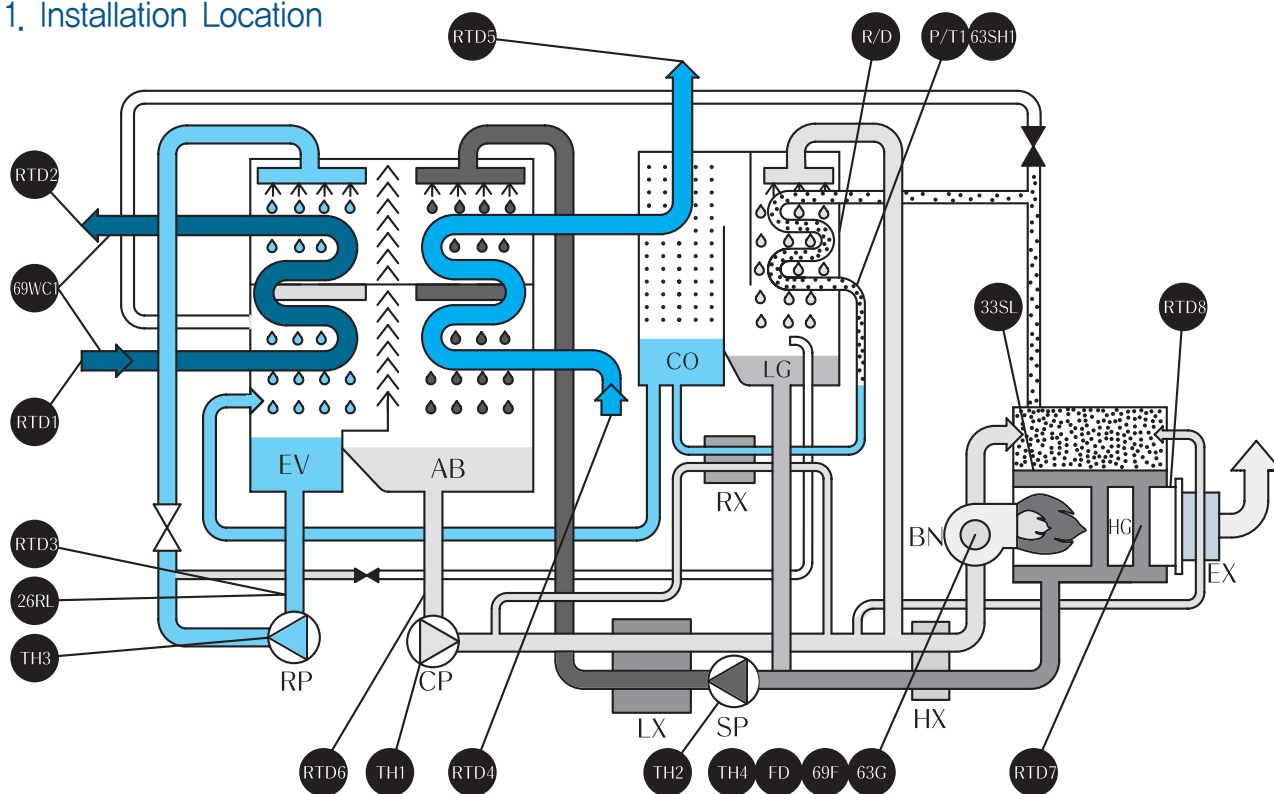 1. Installation Location
RTD5
R/D
P/T1
63SH1
RTD2
69WC1
33SL
RTD8
CO
LG
RTD1
EV
AB
RX
HG
BN
RTD3
EX
26RL
TH3
RP
CP
LX
SP
HX
RTD6
TH1
RTD4
TH2
TH4
FD
69F
63G
RTD7